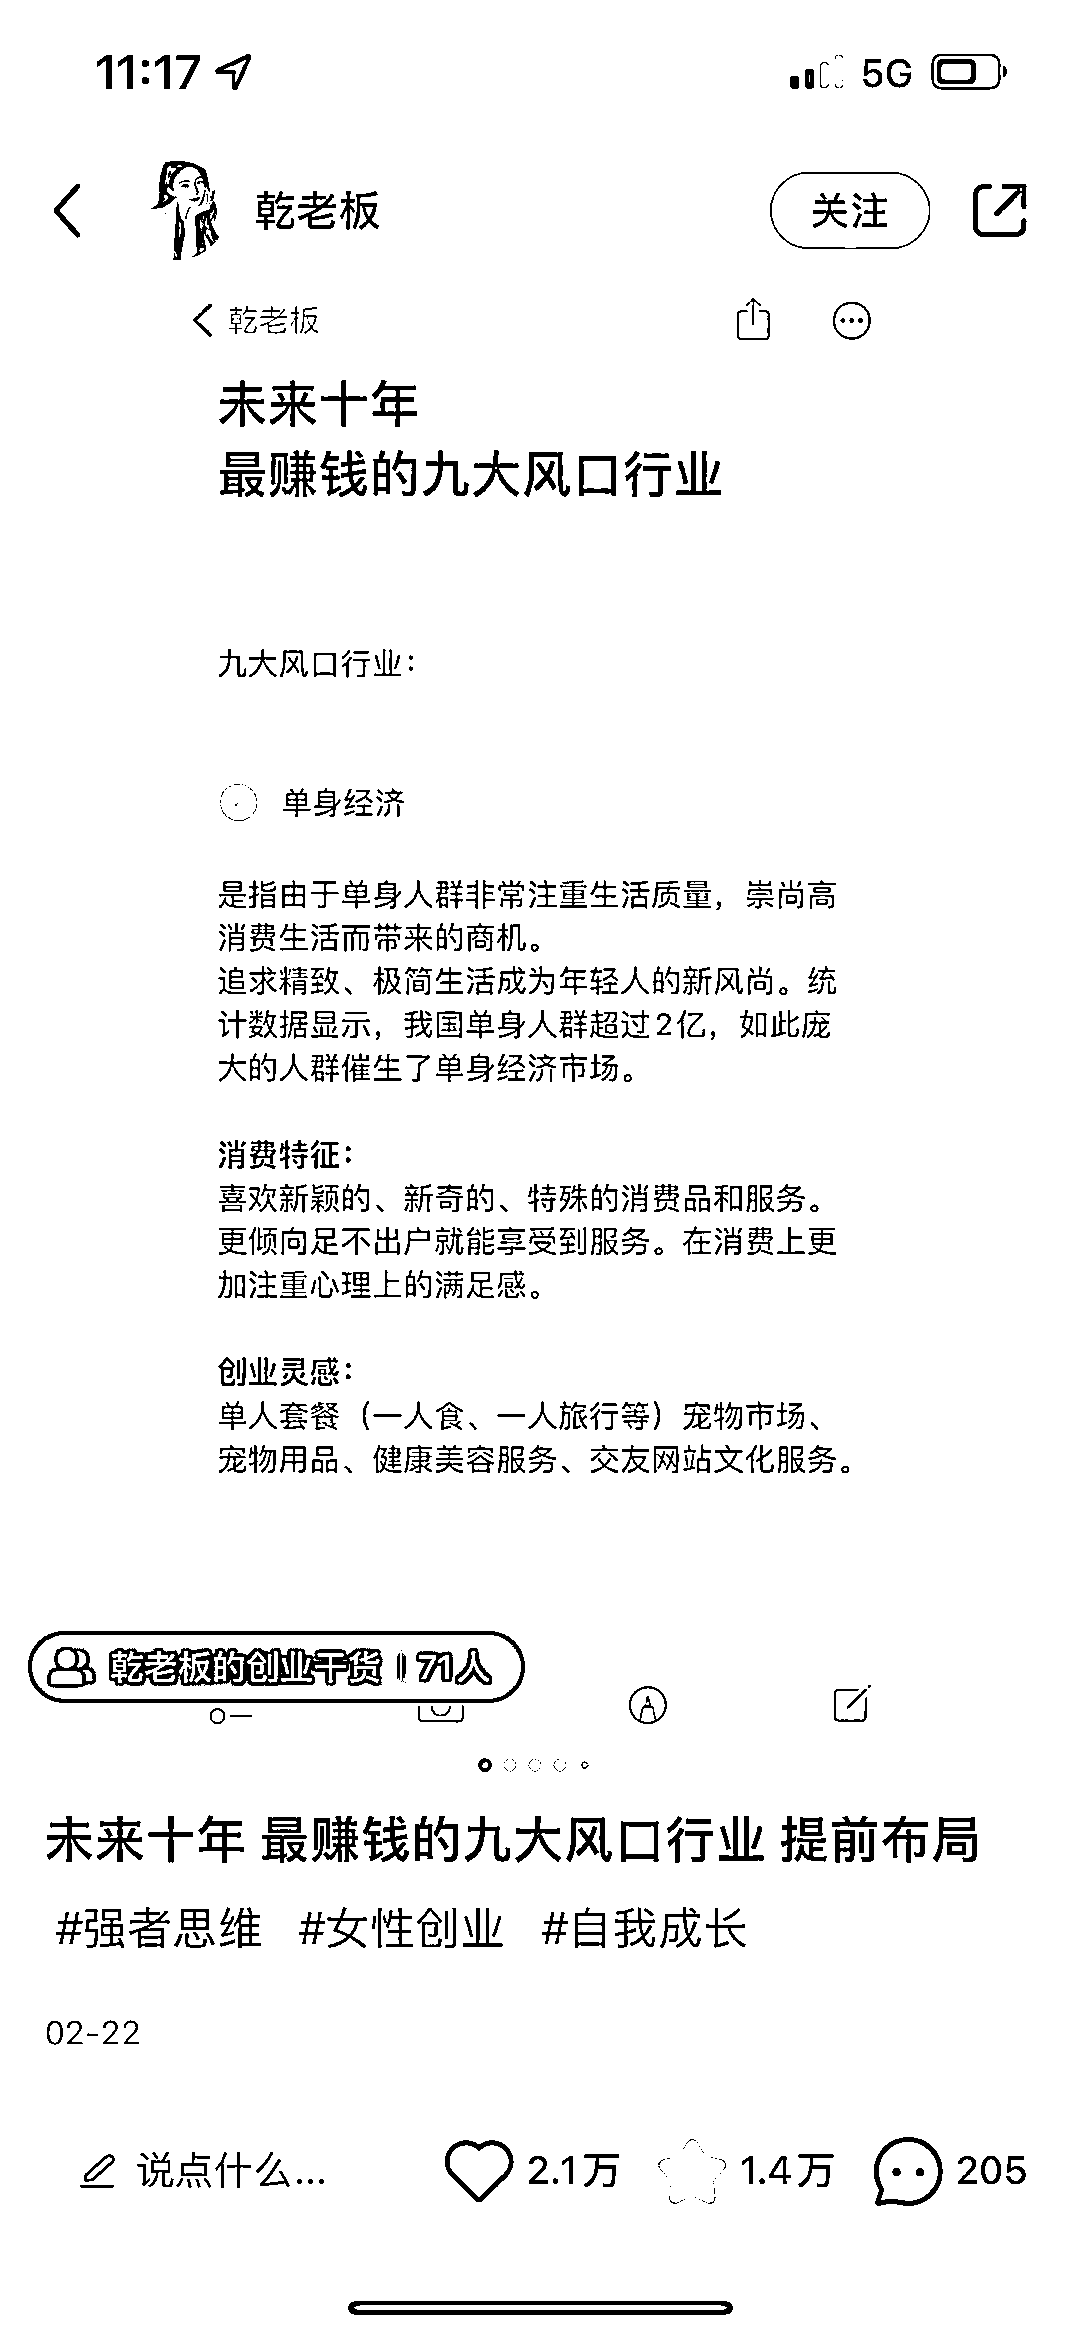 11:17 5G
乾老板 关注
乾老板
未来十年
最赚钱的九大风口行业
九大风口行业：
单身经济
是指由于单身人群非常注重生活质量，崇尚高
消费生活而带来的商机。
追求精致、极简生活成为年轻人的新风尚。统
计数据显示，我国单身人群超过2亿，如此庞
大的人群催生了单身经济市场。
消费特征：
喜欢新颖的、新奇的、特殊的消费品和服务。
更倾向足不出户就能享受到服务。在消费上更
加注重心理上的满足感。
创业灵感：
单人套餐（一人食、一人旅行等）宠物市场、
宠物用品、健康美容服务、交友网站文化服务。
乾老板的创业干货 | 71人
未来十年 最赚钱的九大风口行业 提前布局
#强者思维 #女性创业 #自我成长
02-22
说点什么... 2.1万 1.4万 205